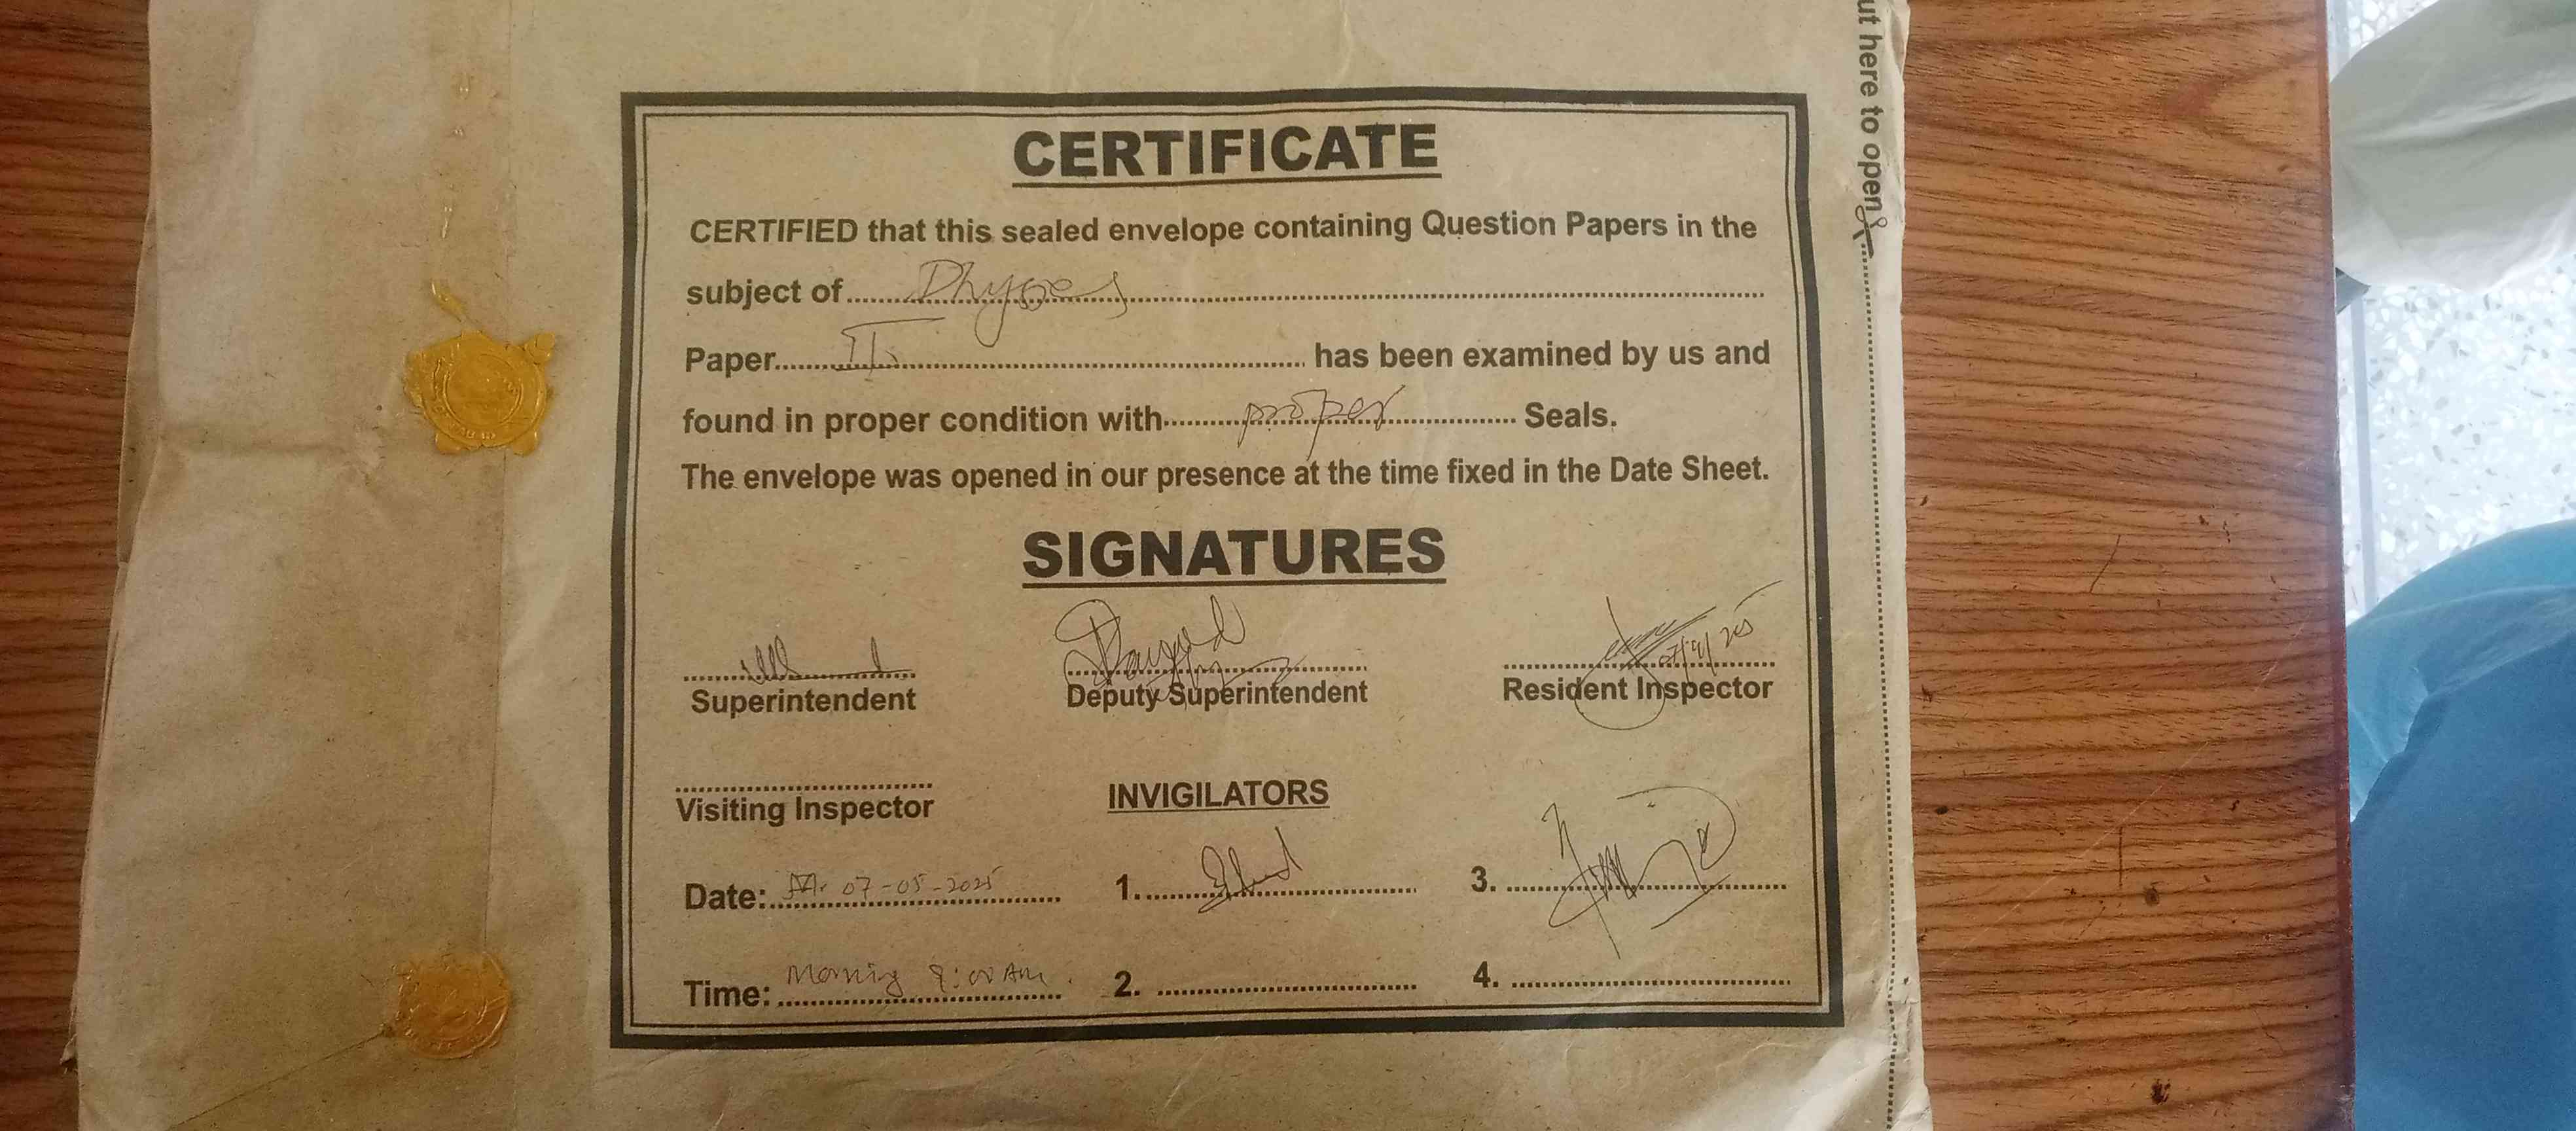 ut here to open
CERTIFICATE
CERTIFIED that this sealed envelope containing Question Papers in the
subject of Physics
Paper II has been examined by us and
found in proper condition with proper Seals.
The envelope was opened in our presence at the time fixed in the Date Sheet.
SIGNATURES
Superintendent Deputy Superintendent Resident Inspector
Visiting Inspector INVIGILATORS
Date: 07-05-2025 1. 3.
Time: Morning 9:00 Am. 2. 4.